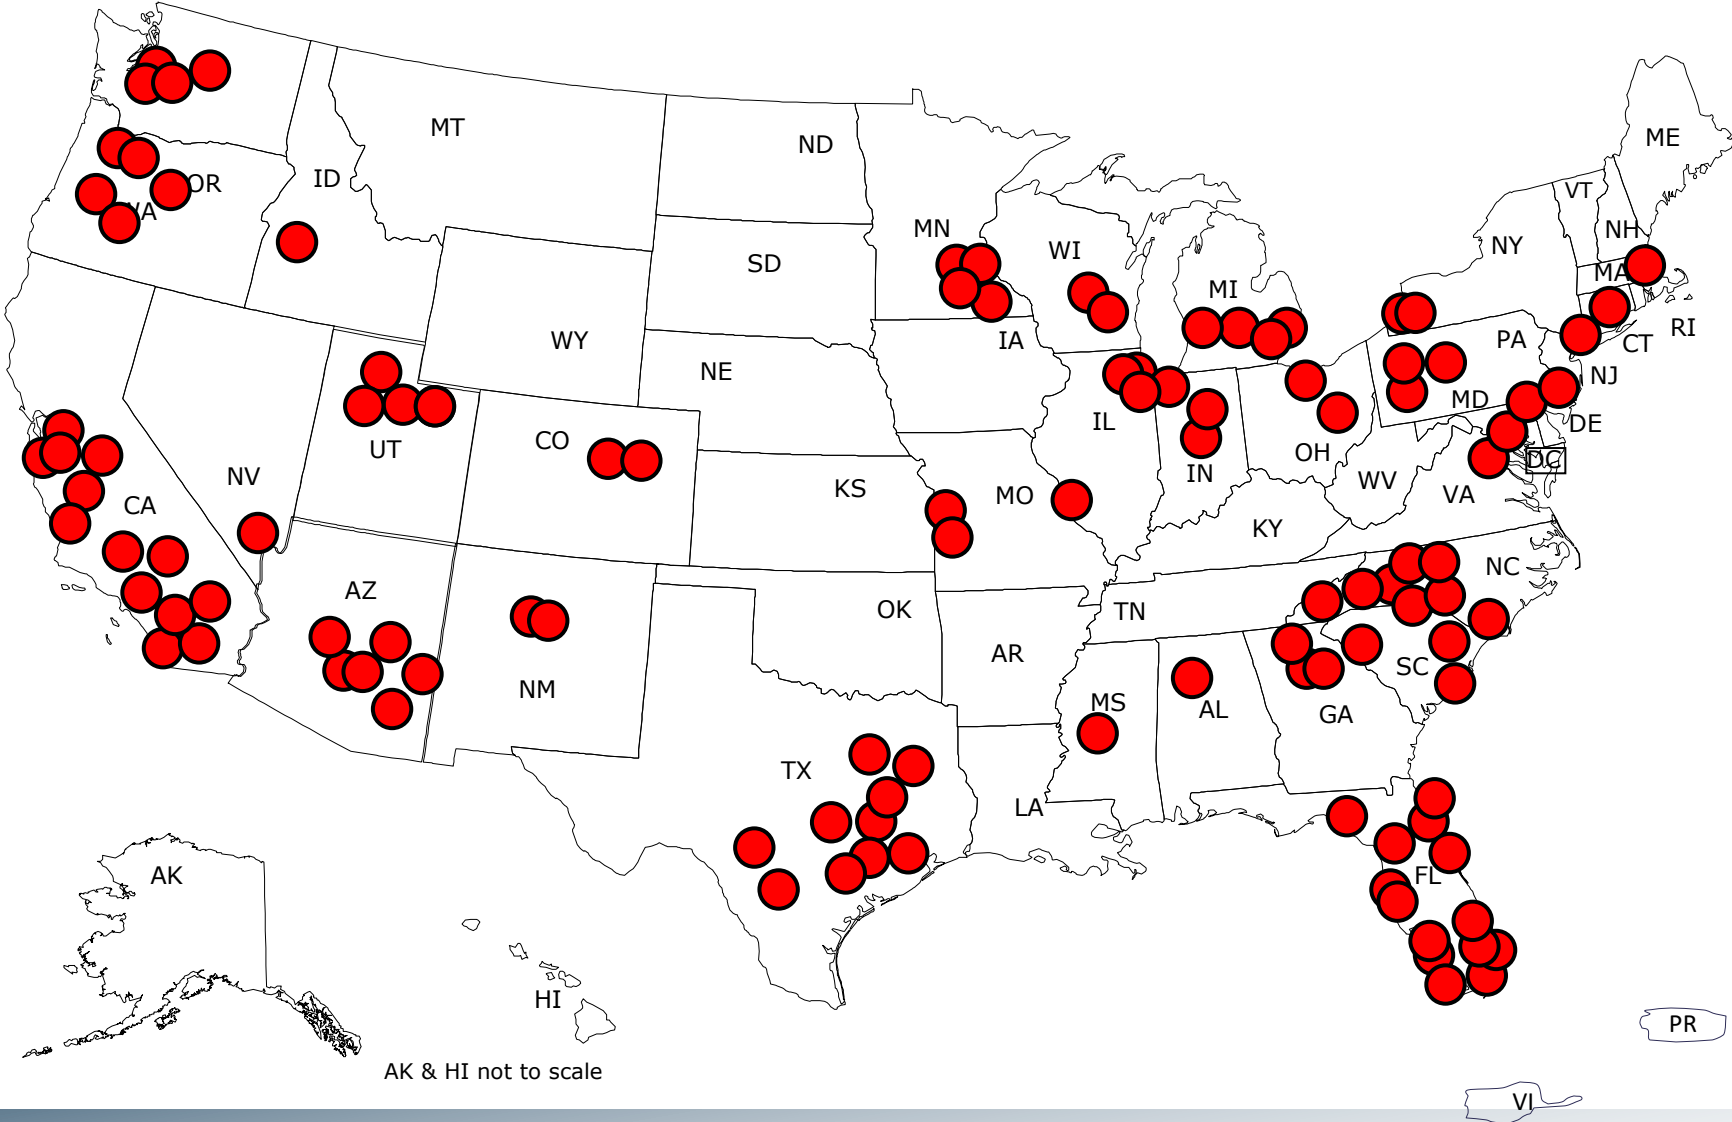 ME
MT
ND
ID
OR
VT
WA
NH
MN
WI
NY
SD
MA
MI
RI
WY
IA
PA
CT
NE
NJ
MD
IL
DE
UT
CO
OH
DC
NV
IN
WV
KS
MO
VA
CA
KY
NC
AZ
OK
TN
AR
SC
NM
MS
AL
GA
TX
LA
AK
FL
HI
PR
AK & HI not to scale
VI